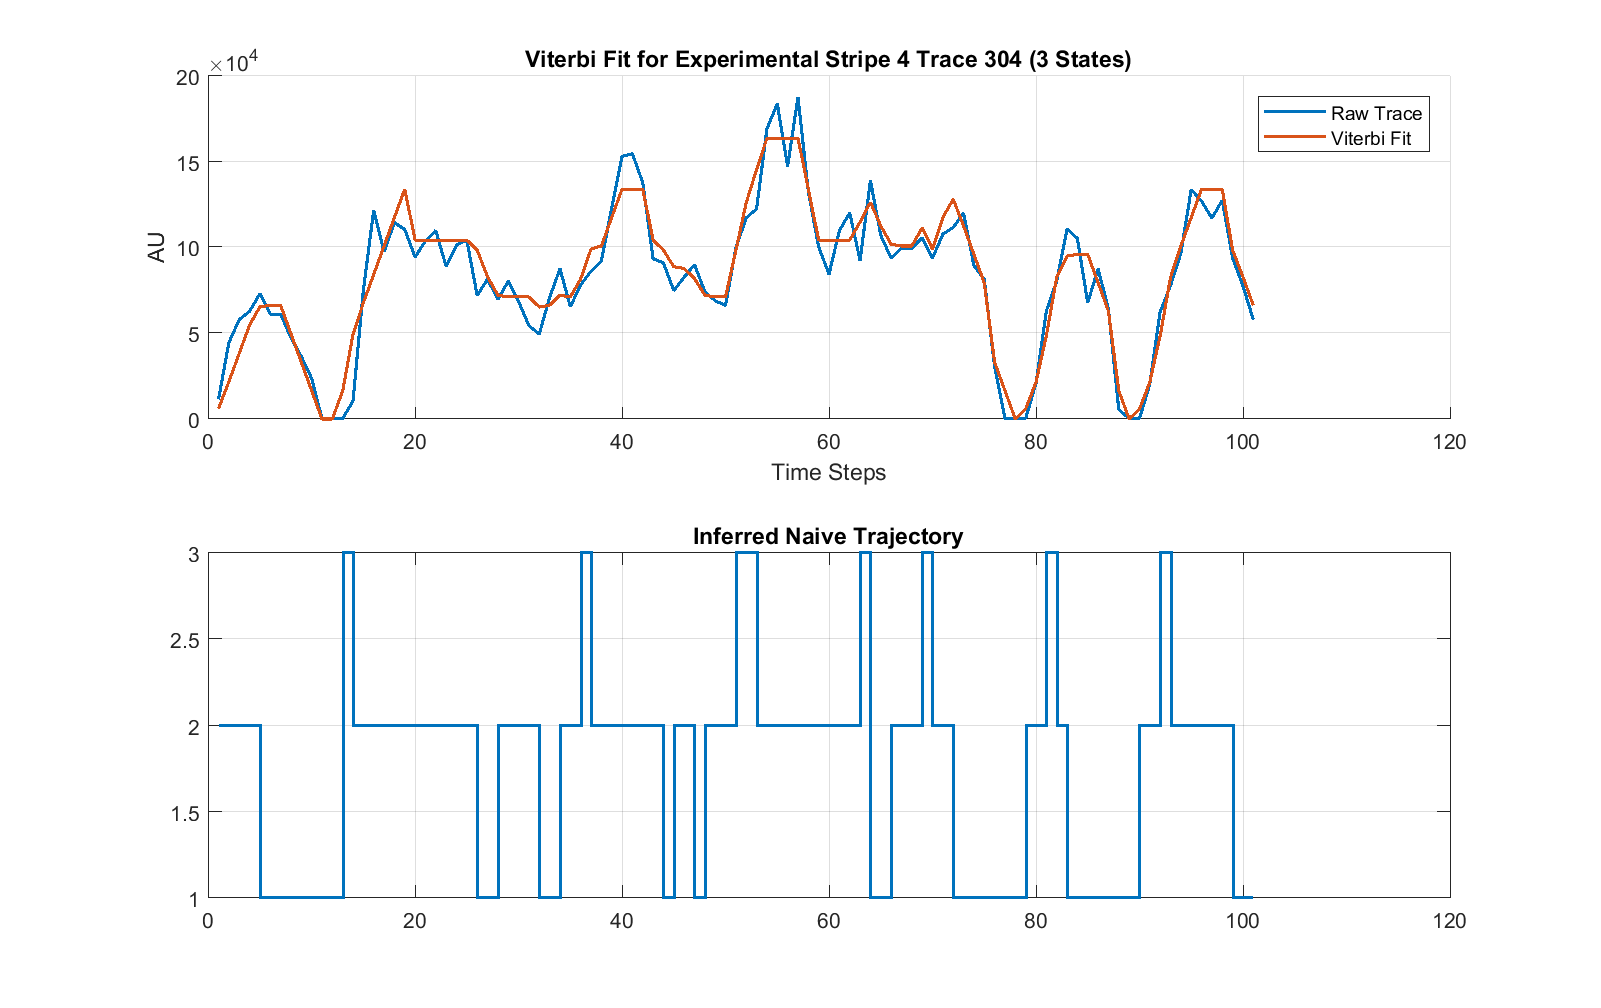 Viterbi Fit for Experimental Stripe 4 Trace 304 (3 States)
×10⁴
20
15
10
5
0
AU
Raw Trace
Viterbi Fit
0 20 40 60 80 100 120
Time Steps
Inferred Naive Trajectory
3
2.5
2
1.5
1
0 20 40 60 80 100 120